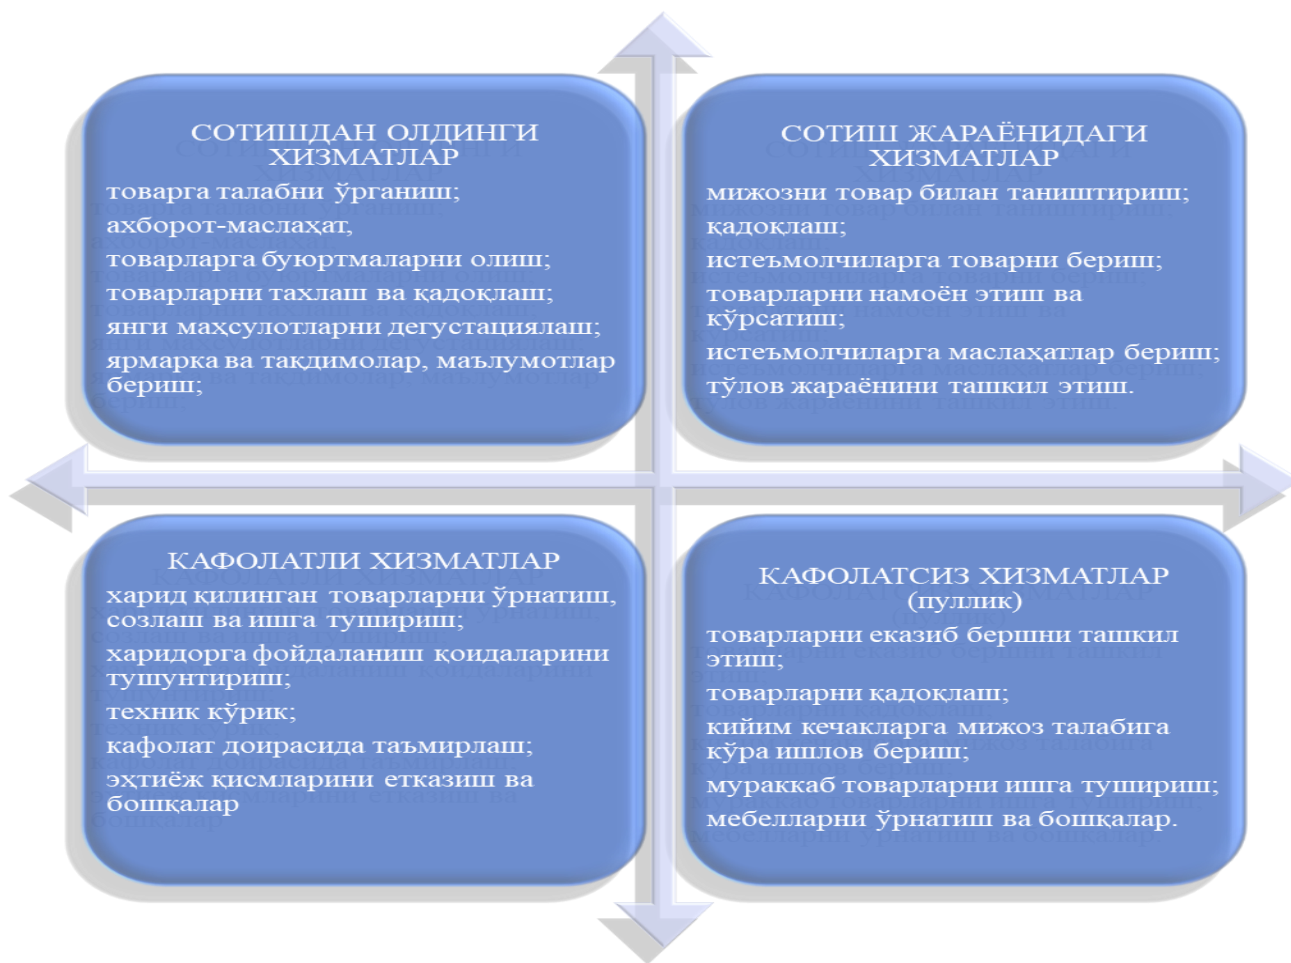 СОТИШДАН ОЛДИНГИ
ХИЗМАТЛАР
товарга талабни ўрганиш;
ахборот-маслаҳат,
товарларга буюртмаларни олиш;
товарларни тахлаш ва қадоқлаш;
янги маҳсулотларни дегустациялаш;
ярмарка ва тақдимолар, маълумотлар
бериш;
СОТИШ ЖАРАЁНИДАГИ
ХИЗМАТЛАР
мижозни товар билан таништириш;
қадоқлаш;
истеъмолчиларга товарни бериш;
товарларни намоён этиш ва
кўрсатиш;
истеъмолчиларга маслаҳатлар бериш;
тўлов жараёнини ташкил этиш.
КАФОЛАТЛИ ХИЗМАТЛАР
харид қилинган товарларни ўрнатиш,
созлаш ва ишга тушириш;
харидорга фойдаланиш қоидаларини
тушунтириш;
техник кўрик;
кафолат доирасида таъмирлаш;
эҳтиёж қисмларини етказиш ва
бошқалар
КАФОЛАТСИЗ ХИЗМАТЛАР
(пуллик)
товарларни еказиб бершни ташкил
этиш;
товарларни қадоқлаш;
кийим кечакларга мижоз талабига
кўра ишлов бериш;
мураккаб товарларни ишга тушириш;
мебелларни ўрнатиш ва бошқалар.